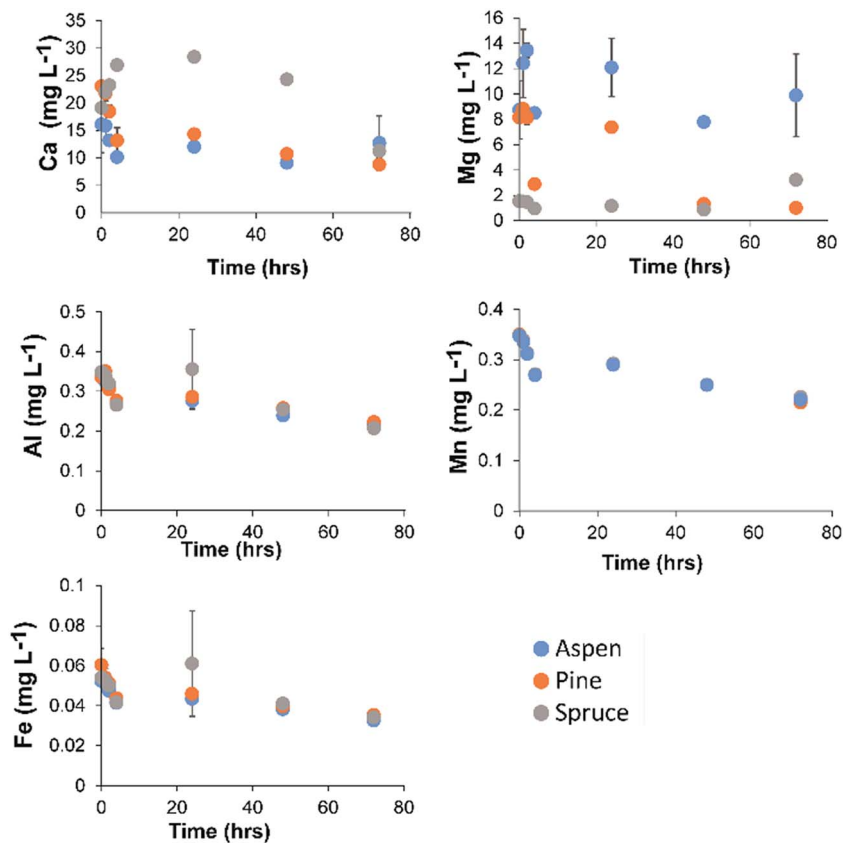 Ca (mg L-1)
35
30
25
20
15
10
5
0
0 20 40 60 80
Time (hrs)
Mg (mg L-1)
16
14
12
10
8
6
4
2
0
0 20 40 60 80
Time (hrs)
Al (mg L-1)
0.5
0.4
0.3
0.2
0.1
0
0 20 40 60 80
Time (hrs)
Mn (mg L-1)
0.4
0.3
0.2
0.1
0
0 20 40 60 80
Time (hrs)
Fe (mg L-1)
0.1
0.08
0.06
0.04
0.02
0
0 20 40 60 80
Time (hrs)
Aspen
Pine
Spruce